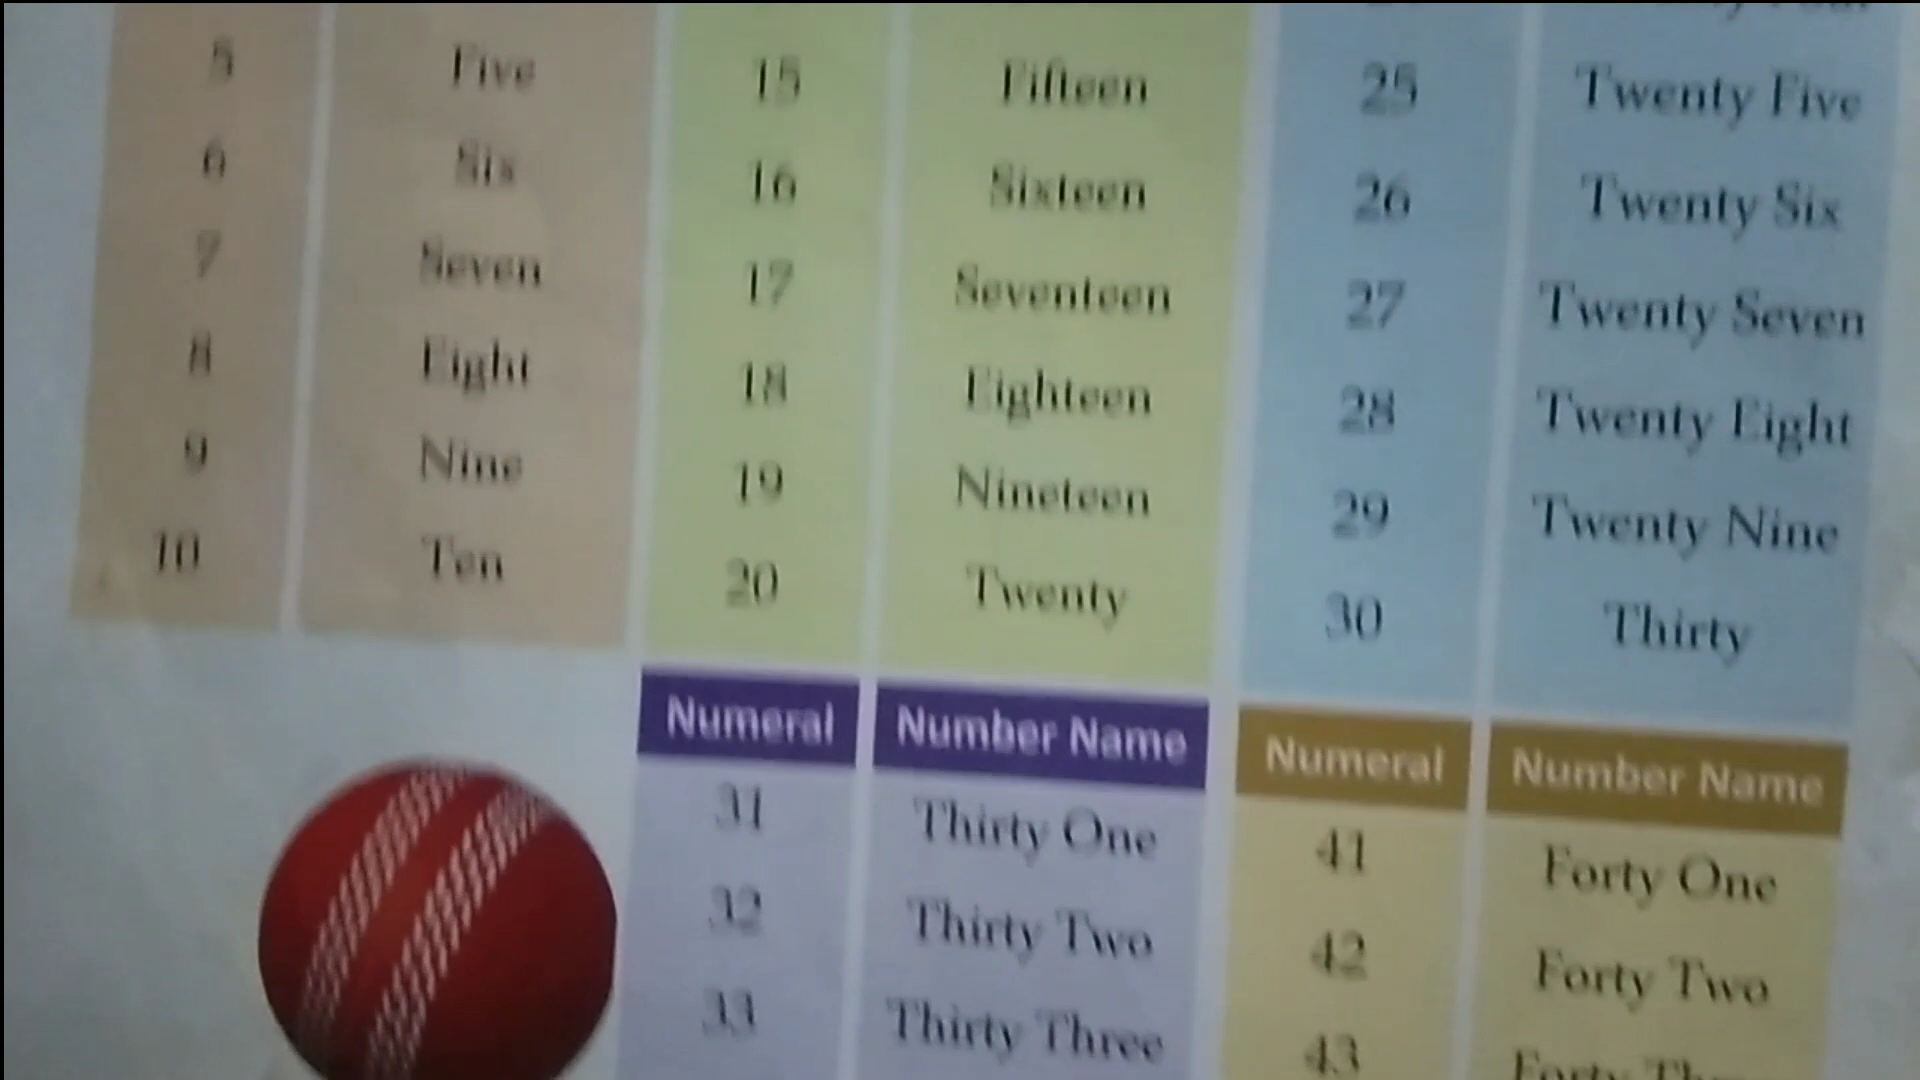 5 Five 15 Fifteen 25 Twenty Five
6 Six 16 Sixteen 26 Twenty Six
7 Seven 17 Seventeen 27 Twenty Seven
8 Eight 18 Eighteen 28 Twenty Eight
9 Nine 19 Nineteen 29 Twenty Nine
10 Ten 20 Twenty 30 Thirty
Numeral Number Name Numeral Number Name
31 Thirty One 41 Forty One
32 Thirty Two 42 Forty Two
33 Thirty Three 43 Forty